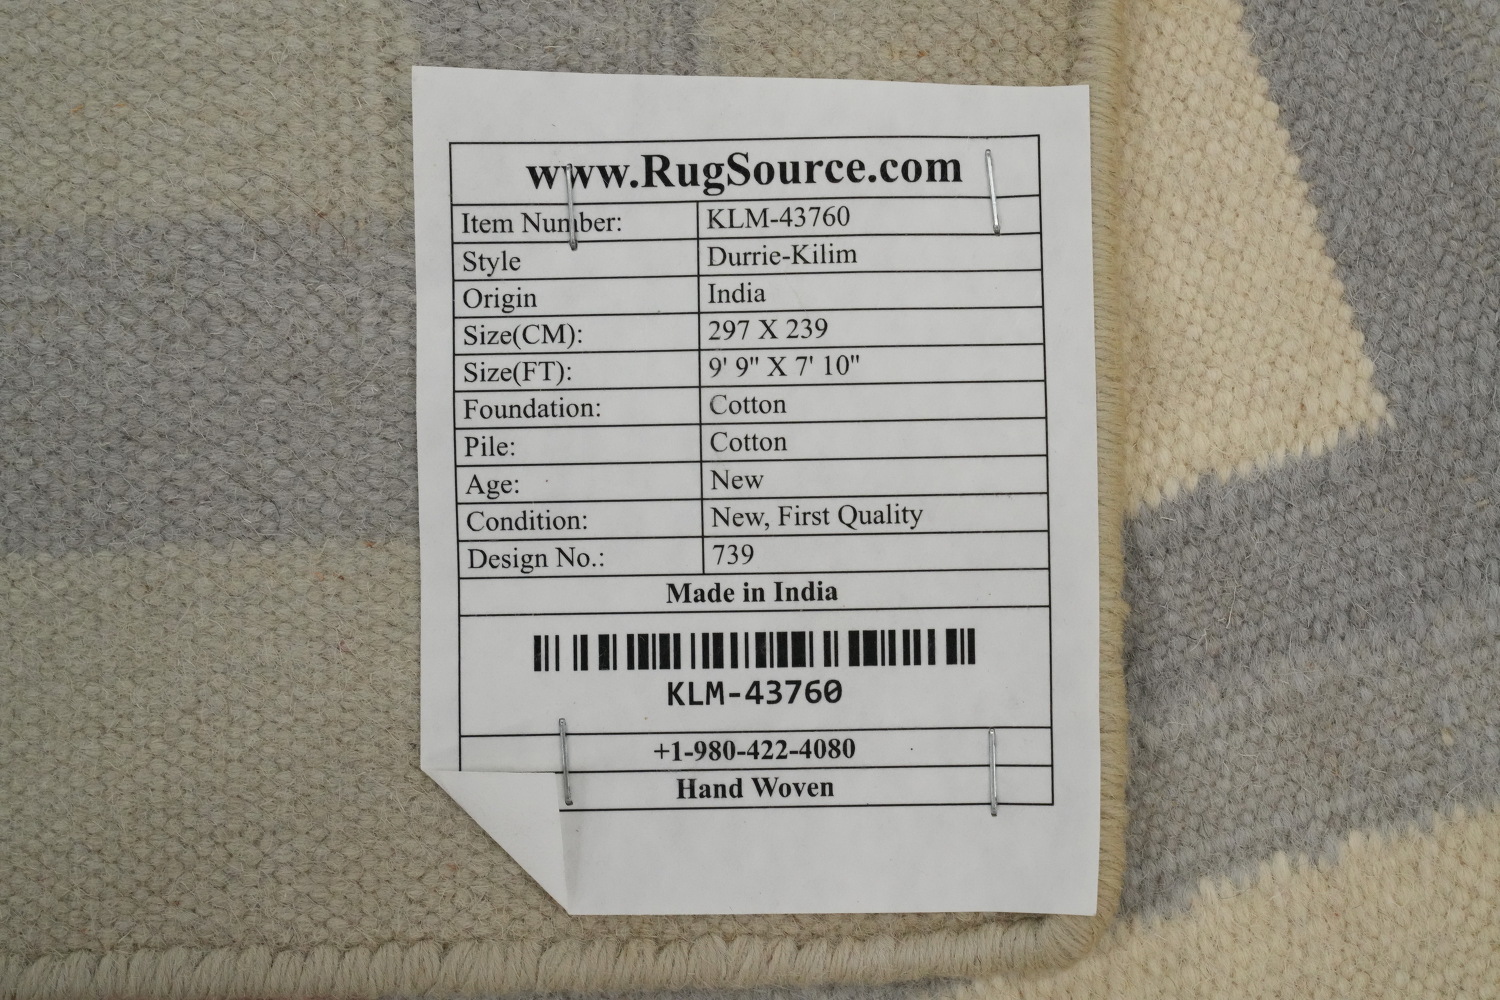 www.RugSource.com
Item Number: KLM-43760
Style Durrie-Kilim
Origin India
Size(CM): 297 X 239
Size(FT): 9' 9" X 7' 10"
Foundation: Cotton
Pile: Cotton
Age: New
Condition: New, First Quality
Design No.: 739
Made in India
KLM-43760
+1-980-422-4080
Hand Woven